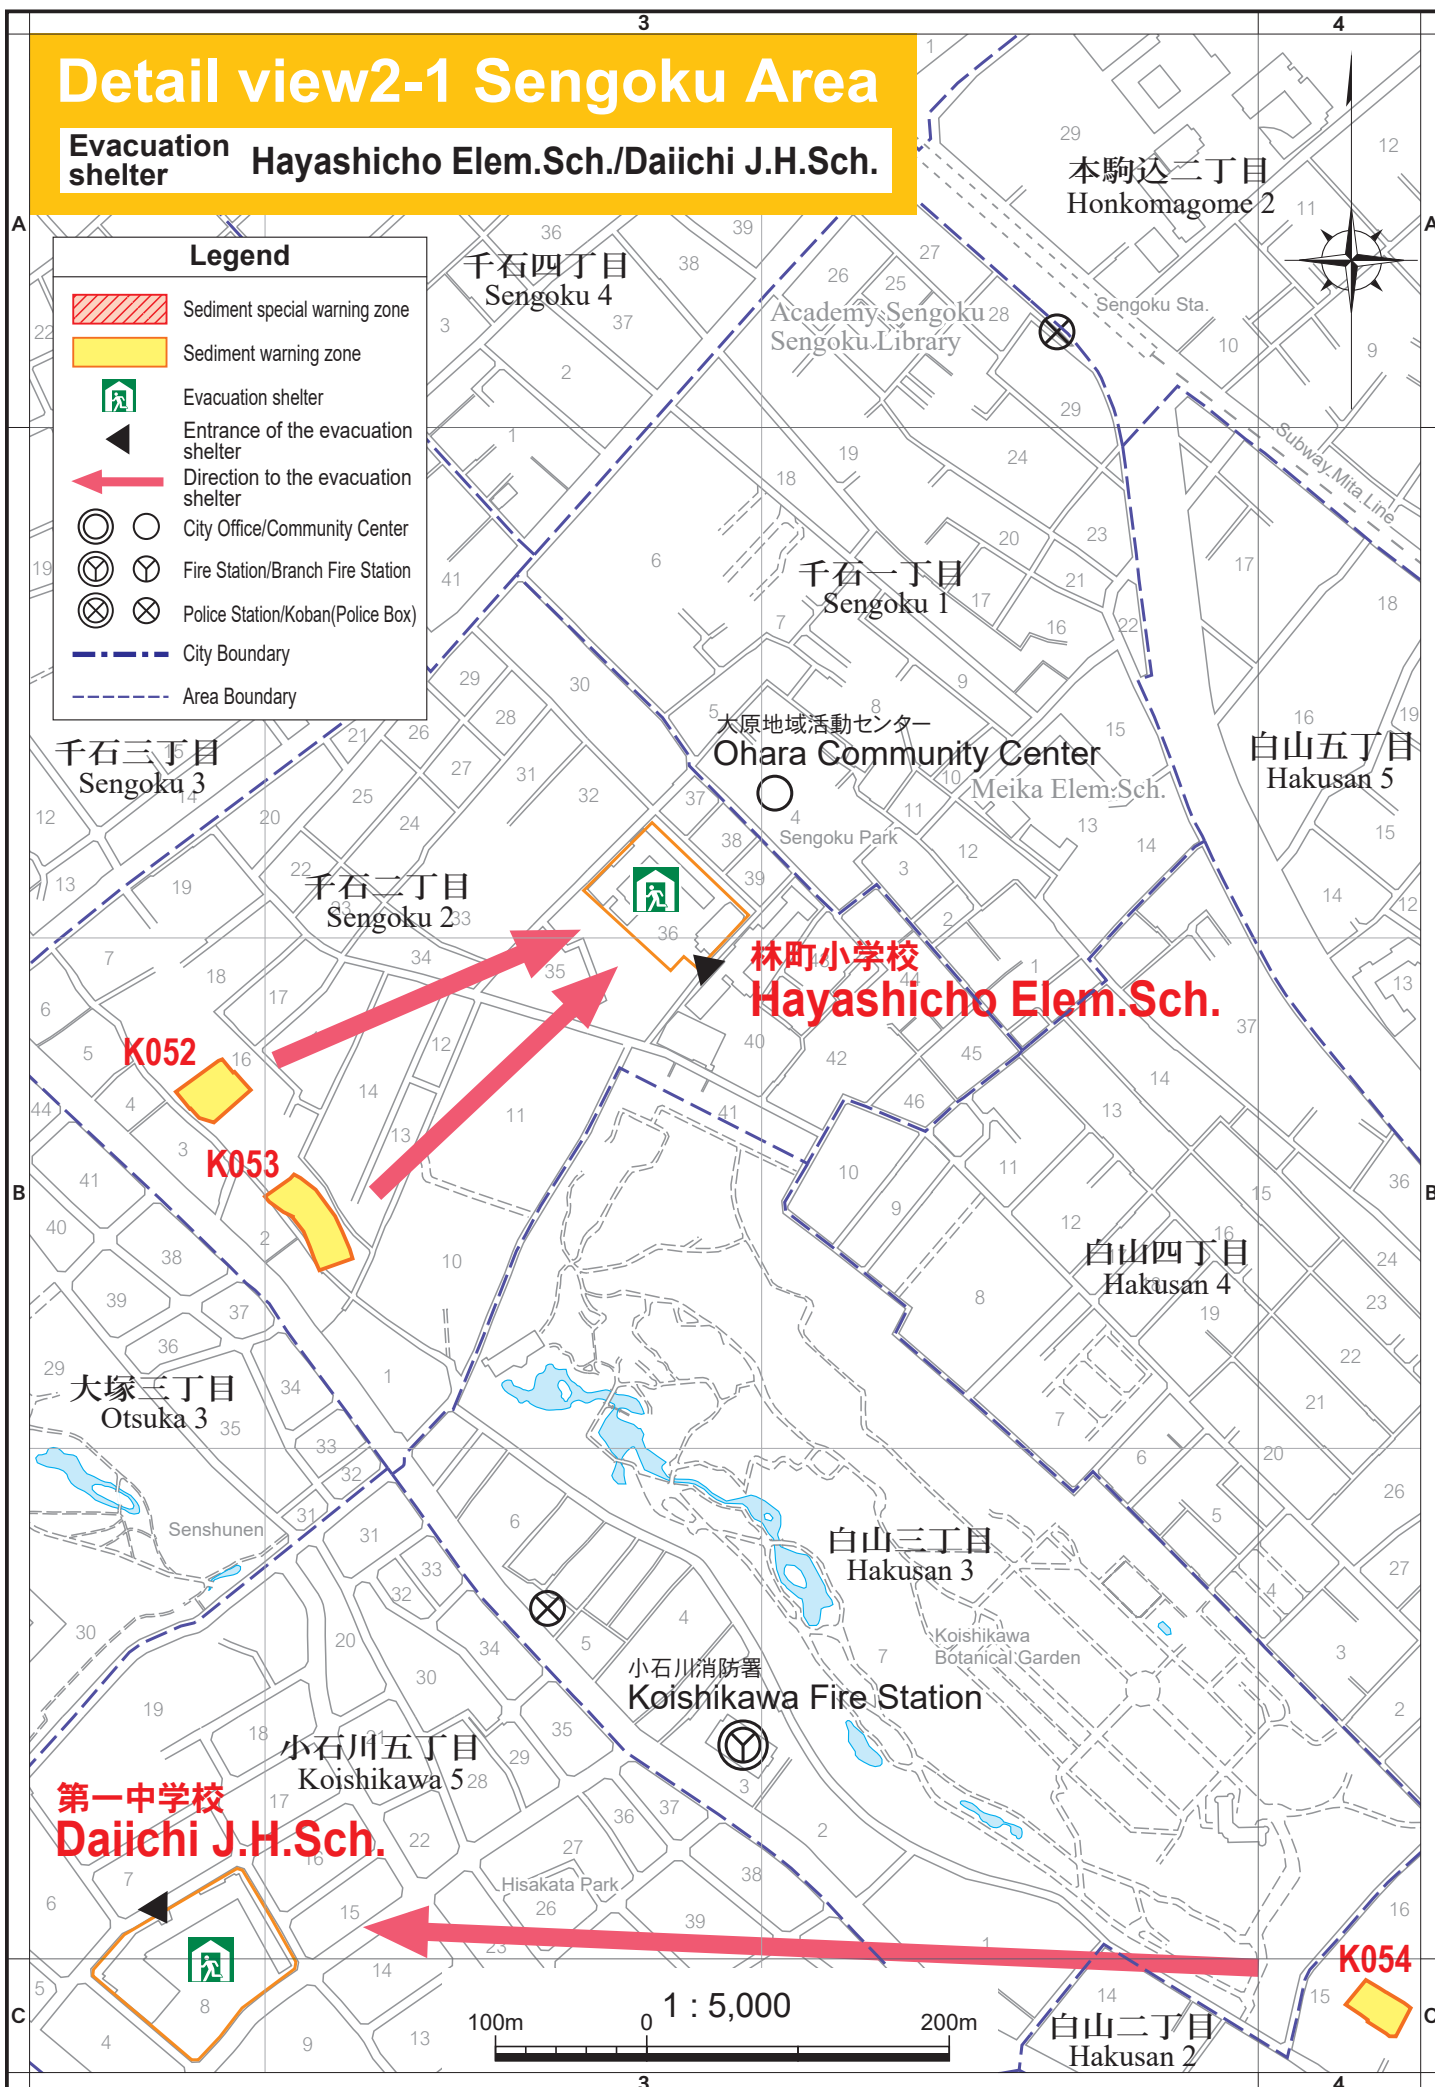 3
4
Detail view2-1 Sengoku Area
Evacuation
shelter
Hayashicho Elem.Sch./Daiichi J.H.Sch.
A
A
Legend
Sediment special warning zone
Sediment warning zone
Evacuation shelter
Entrance of the evacuation
shelter
Direction to the evacuation
shelter
City Office/Community Center
Fire Station/Branch Fire Station
Police Station/Koban(Police Box)
City Boundary
Area Boundary
本駒込二丁目
Honkomagome 2
千石四丁目
Sengoku 4
Academy Sengoku
Sengoku Library
Sengoku Sta.
Subway Mita Line
千石一丁目
Sengoku 1
大原地域活動センター
Ohara Community Center
Meika Elem.Sch.
Sengoku Park
千石三丁目
Sengoku 3
白山五丁目
Hakusan 5
千石二丁目
Sengoku 2
林町小学校
Hayashicho Elem.Sch.
K052
K053
B
B
白山四丁目
Hakusan 4
大塚三丁目
Otsuka 3
Senshunen
白山三丁目
Hakusan 3
Koishikawa
Botanical Garden
小石川消防署
Koishikawa Fire Station
小石川五丁目
Koishikawa 5
第一中学校
Daiichi J.H.Sch.
Hisakata Park
K054
白山二丁目
Hakusan 2
C
C
1 : 5,000
100m
0
200m
3
4